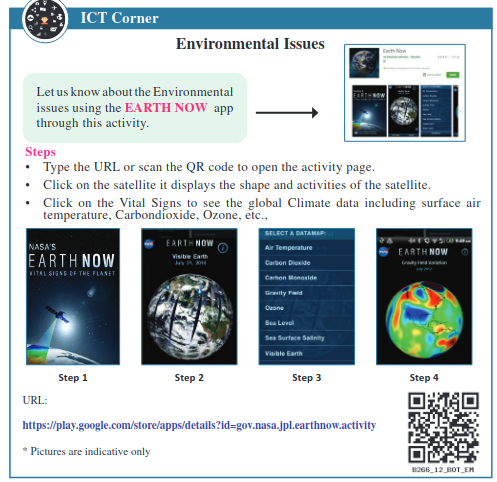 ICT Corner
Environmental Issues
Let us know about the Environmental
issues using the EARTH NOW app
through this activity.
Earth Now
EARTHNOW
EARTHNOW
Steps
• Type the URL or scan the QR code to open the activity page.
• Click on the satellite it displays the shape and activities of the satellite.
• Click on the Vital Signs to see the global Climate data including surface air
temperature, Carbondioxide, Ozone, etc.,
NASA'S
EARTHNOW
VITAL SIGNS OF THE PLANET
EARTHNOW
Visible Earth
SELECT A DATAMAP:
Air Temperature
Carbon Dioxide
Carbon Monoxide
Gravity Field
Ozone
Sea Level
Sea Surface Salinity
Visible Earth
EARTHNOW
Gravity Field Variation
Step 1
Step 2
Step 3
Step 4
URL:
https://play.google.com/store/apps/details?id=gov.nasa.jpl.earthnow.activity
* Pictures are indicative only
B266_12_BOT_EM